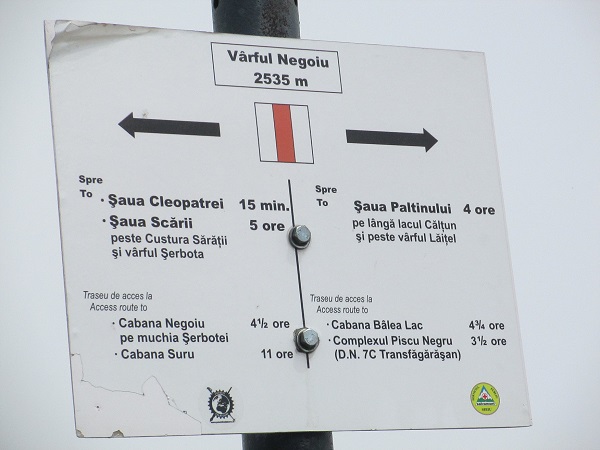 Vârful Negoiu
2535 m
Spre
To
· Şaua Cleopatrei 15 min.
· Şaua Scării 5 ore
peste Custura Sărăţii
şi vârful Şerbota
Traseu de acces la
Access route to
· Cabana Negoiu 4½ ore
pe muchia Şerbotei
· Cabana Suru 11 ore
Spre
To
Şaua Paltinului 4 ore
pe lângă lacul Călţun
şi peste vârful Lăiţel
Traseu de acces la
Access route to
· Cabana Bâlea Lac 4¾ ore
· Complexul Piscu Negru 3½ ore
(D.N. 7C Transfăgărăşan)